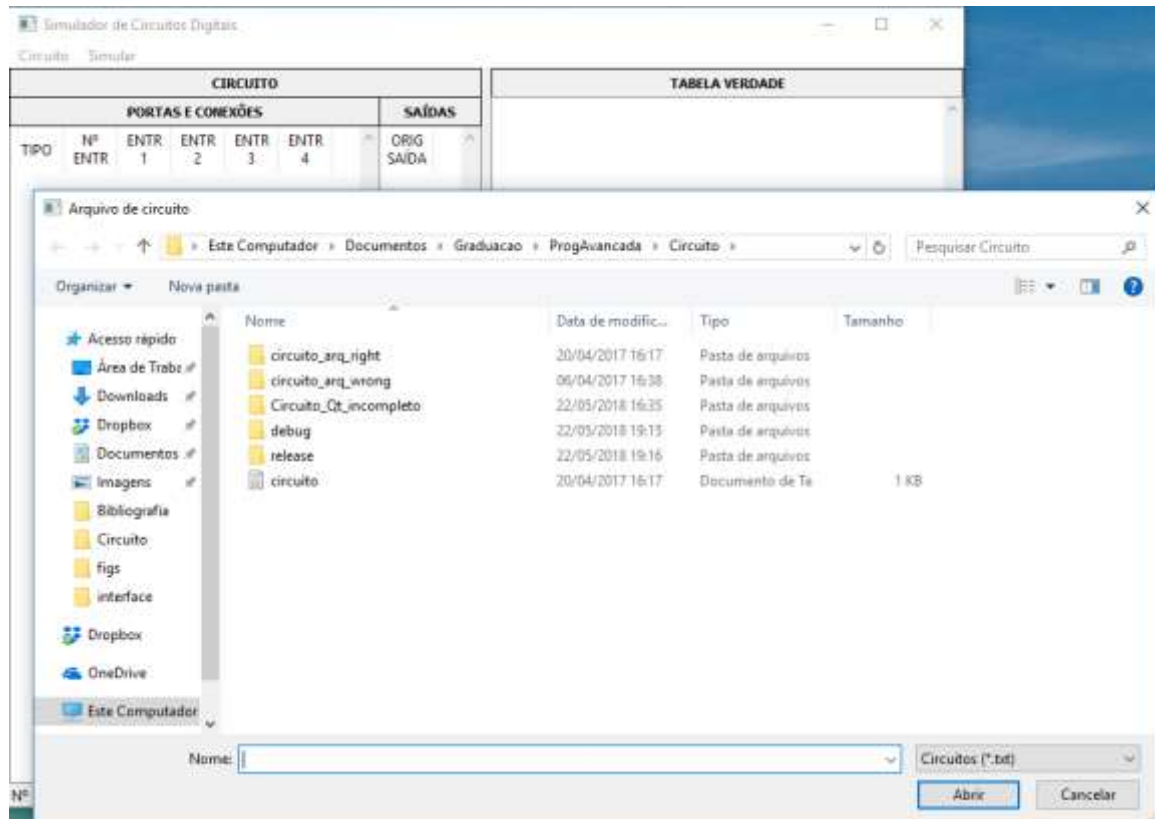 Simulador de Circuitos Digitais
Circuito Simular
CIRCUITO
TABELA VERDADE
PORTAS E CONEXÕES
SAÍDAS
TIPO Nº ENTR ENTR 1 ENTR 2 ENTR 3 ENTR 4 ORIG SAÍDA
Arquivo de circuito
Este Computador Documentos Graduacao ProgAvancada Circuito
Pesquisar Circuito
Organizar Nova pasta
Nome Data de modific... Tipo Tamanho
Acesso rápido
Área de Traba
Downloads
Dropbox
Documentos
Imagens
Bibliografia
Circuito
figs
interface
Dropbox
OneDrive
Este Computador
circuito_arq_right 20/04/2017 16:17 Pasta de arquivos
circuito_arq_wrong 06/04/2017 16:38 Pasta de arquivos
Circuito_Qt_incompleto 22/05/2018 16:35 Pasta de arquivos
debug 22/05/2018 19:15 Pasta de arquivos
release 22/05/2018 19:16 Pasta de arquivos
circuito 20/04/2017 16:17 Documento de Te 1 KB
Nome:
Circuitos (*.txt)
Abrir Cancelar
Nº